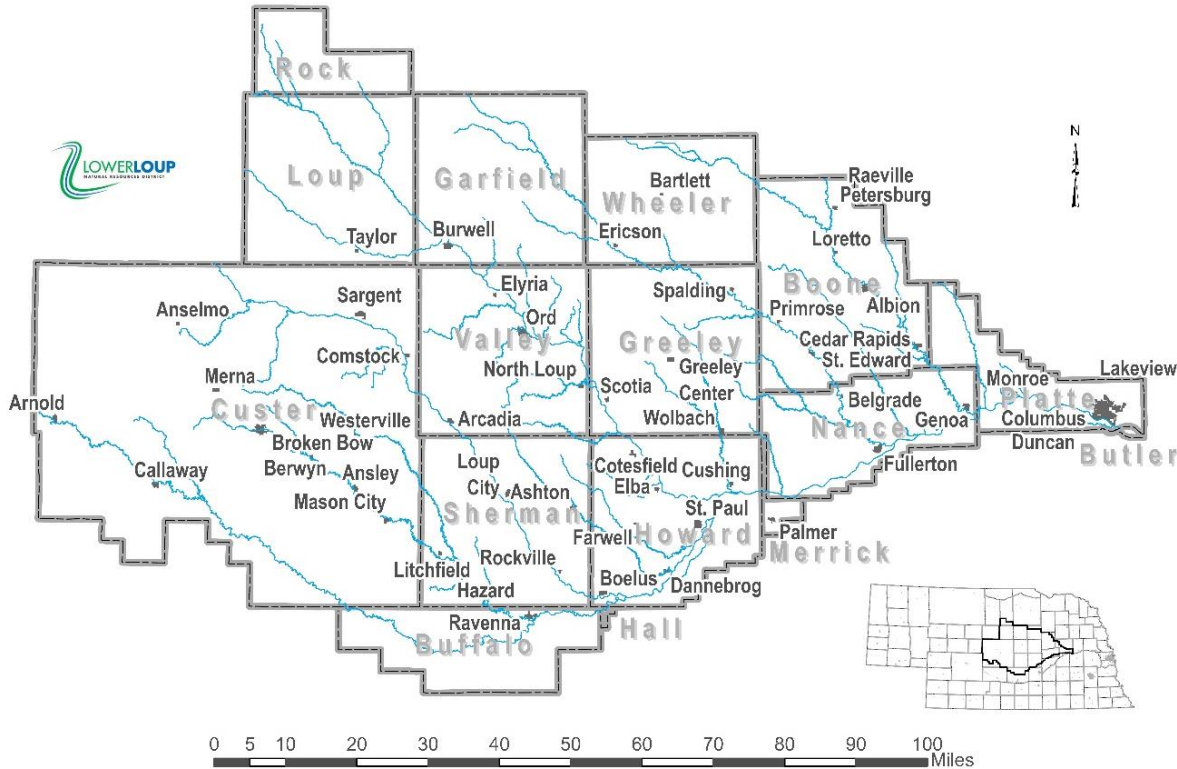 Rock
N
LOWERLOUP
NATURAL RESOURCES DISTRICT
Loup
Garfield
Wheeler
Bartlett
Raeville
Petersburg
Taylor
Burwell
Ericson
Loretto
Boone
Anselmo
Sargent
Elyria
Ord
Spalding
Primrose
Albion
Comstock
Valley
Greeley
Cedar Rapids
St. Edward
Merna
North Loup
Greeley
Center
Scotia
Monroe
Lakeview
Arnold
Custer
Westerville
Arcadia
Wolbach
Belgrade
Genoa
Platte
Columbus
Broken Bow
Nance
Duncan
Butler
Berwyn
Ansley
Callaway
Mason City
Loup
City
Ashton
Cotesfield
Elba
Cushing
Fullerton
Sherman
St. Paul
Farwell
Howard
Palmer
Merrick
Litchfield
Rockville
Hazard
Boelus
Dannebrog
Ravenna
Hall
Buffalo
0 5 10 20 30 40 50 60 70 80 90 100
Miles